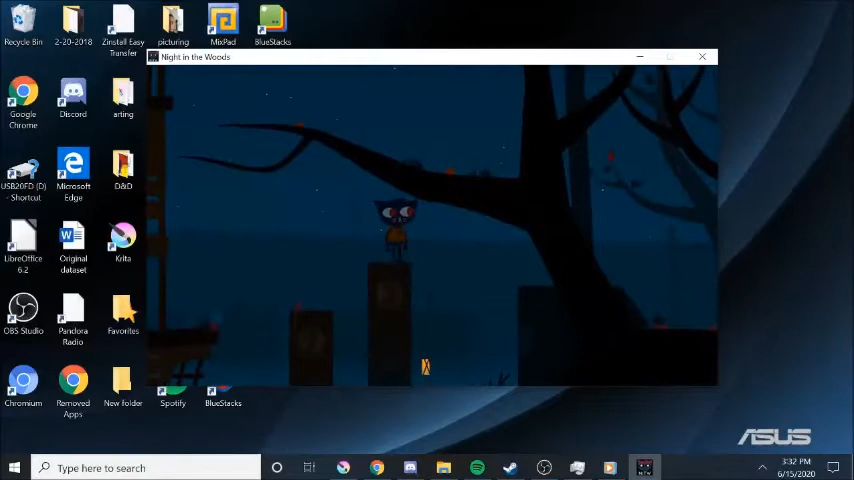 Recycle Bin
2-20-2018
Zinstall Easy
Transfer
picturing
MixPad
BlueStacks
Night in the Woods
Google
Chrome
Discord
arting
USB20FD (D)
- Shortcut
Microsoft
Edge
D&D
LibreOffice
6.2
Original
dataset
Krita
OBS Studio
Pandora
Radio
Favorites
Chromium
Removed
Apps
New folder
Spotify
BlueStacks
ASUS
Type here to search
3:32 PM
6/15/2020